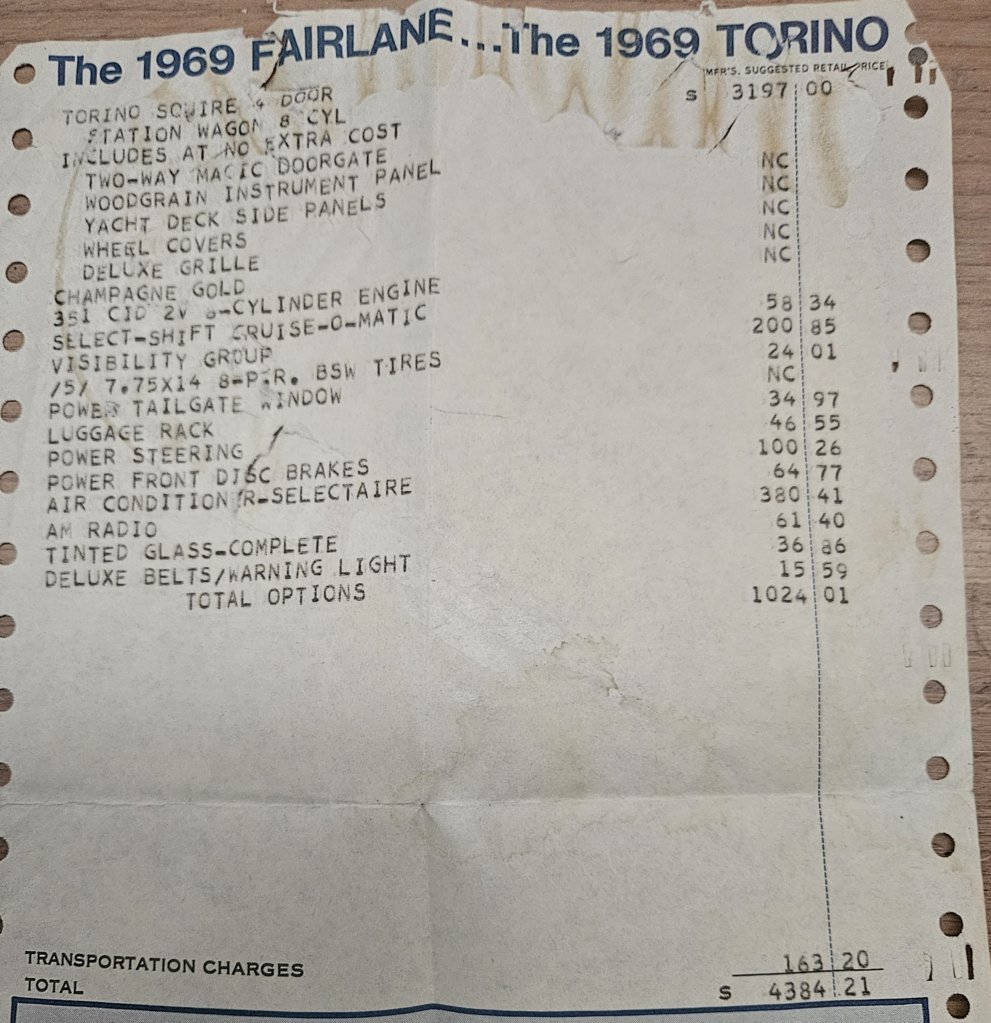 The 1969 FAIRLANE...The 1969 TORINO
MFR'S. SUGGESTED RETAIL PRICE
TORINO SQUIRE 4 DOOR $ 3197 00
STATION WAGON 8 CYL
INCLUDES AT NO EXTRA COST
TWO-WAY MAGIC DOORGATE NC
WOODGRAIN INSTRUMENT PANEL NC
YACHT DECK SIDE PANELS NC
WHEEL COVERS NC
DELUXE GRILLE NC
CHAMPAGNE GOLD
351 CID 2V 8-CYLINDER ENGINE 58 34
SELECT-SHIFT CRUISE-O-MATIC 200 85
VISIBILITY GROUP 24 01
/5/ 7.75X14 8-P.R. BSW TIRES NC
POWER TAILGATE WINDOW 34 97
LUGGAGE RACK 46 55
POWER STEERING 100 26
POWER FRONT DISC BRAKES 64 77
AIR CONDITIONER-SELECTAIRE 380 41
AM RADIO 61 40
TINTED GLASS-COMPLETE 36 86
DELUXE BELTS/WARNING LIGHT 15 59
TOTAL OPTIONS 1024 01
TRANSPORTATION CHARGES 163 20
TOTAL $ 4384 21